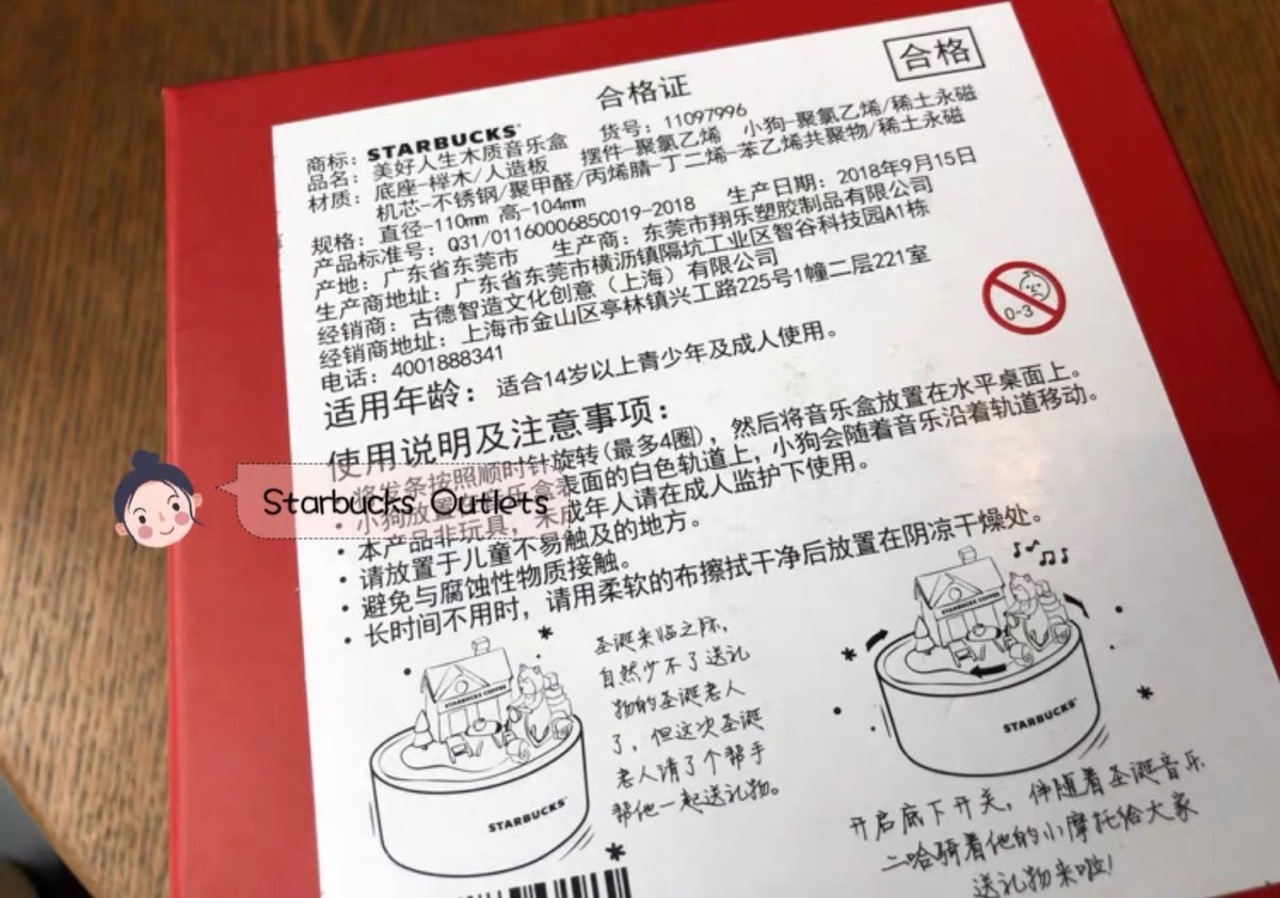 合格
合格证
商标：STARBUCKS® 货号：11097996
品名：美好人生木质音乐盒
材质：底座-榉木/人造板 摆件-聚氯乙烯 小狗-聚氯乙烯/稀土永磁
机芯-不锈钢/聚甲醛/丙烯腈-丁二烯-苯乙烯共聚物/稀土永磁
规格：直径-110mm 高-104mm
产品标准号：Q31/0116000685C019-2018 生产日期：2018年9月15日
产地：广东省东莞市 生产商：东莞市翔乐塑胶制品有限公司
生产商地址：广东省东莞市横沥镇隔坑工业区智谷科技园A1栋
经销商：古德智造文化创意（上海）有限公司
经销商地址：上海市金山区亭林镇兴工路225号1幢二层221室
电话：4001888341
0-3
适用年龄：适合14岁以上青少年及成人使用。
使用说明及注意事项：
将发条按照顺时针旋转(最多4圈)，然后将音乐盒放置在水平桌面上。
• 小狗放置 乐盒表面的白色轨道上，小狗会随着音乐沿着轨道移动。
• 本产品非玩具，未成年人请在成人监护下使用。
• 请放置于儿童不易触及的地方。
• 避免与腐蚀性物质接触。
• 长时间不用时，请用柔软的布擦拭干净后放置在阴凉干燥处。
Starbucks Outlets
STARBUCKS COFFEE
STARBUCKS®
圣诞来临之际，
自然少不了送礼
物的圣诞老人
了，但这次圣诞
老人请了个帮手
帮他一起送礼物。
STARBUCKS COFFEE
STARBUCKS®
开启底下开关，伴随着圣诞音乐
二哈骑着他的小摩托给大家
送礼物来啦！